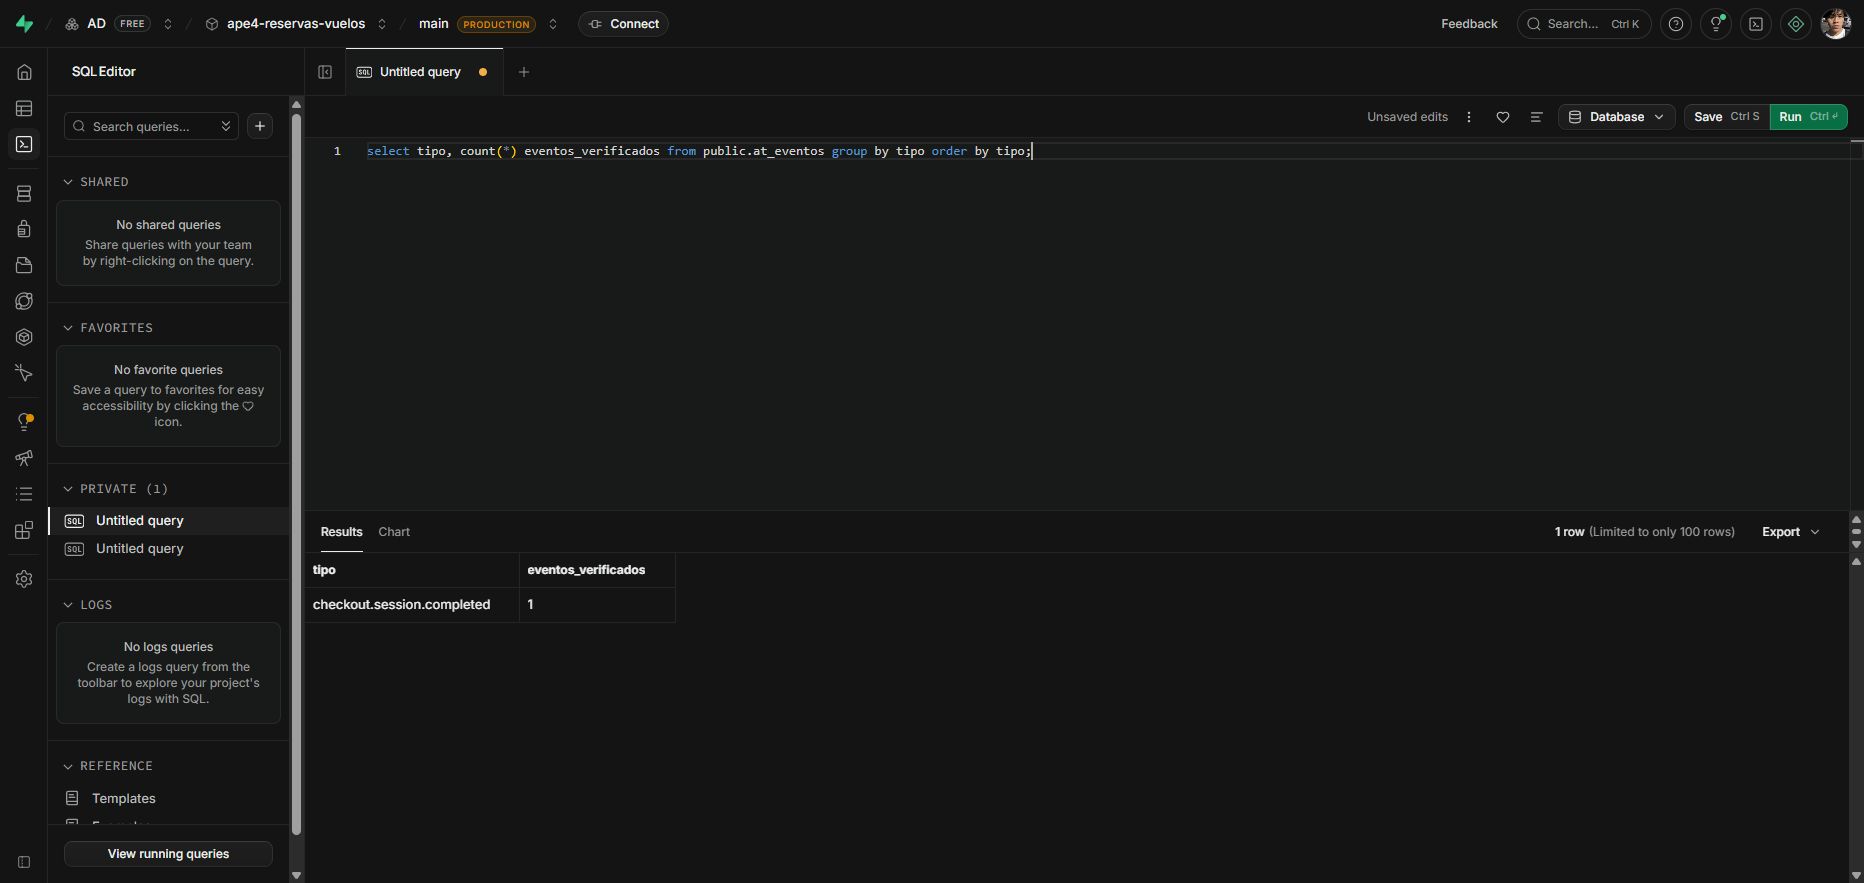 AD FREE ape4-reservas-vuelos main PRODUCTION Connect Feedback Search... Ctrl K
SQL Editor
SQL Untitled query
Search queries...
Unsaved edits Database Save Ctrl S Run Ctrl ↵
1 select tipo, count(*) eventos_verificados from public.at_eventos group by tipo order by tipo;
SHARED
No shared queries
Share queries with your team
by right-clicking on the query.
FAVORITES
No favorite queries
Save a query to favorites for easy
accessibility by clicking the ♡
icon.
PRIVATE (1)
SQL Untitled query
SQL Untitled query
LOGS
No logs queries
Create a logs query from the
toolbar to explore your project's
logs with SQL.
REFERENCE
Templates
View running queries
Results Chart 1 row (Limited to only 100 rows) Export
tipo eventos_verificados
checkout.session.completed 1